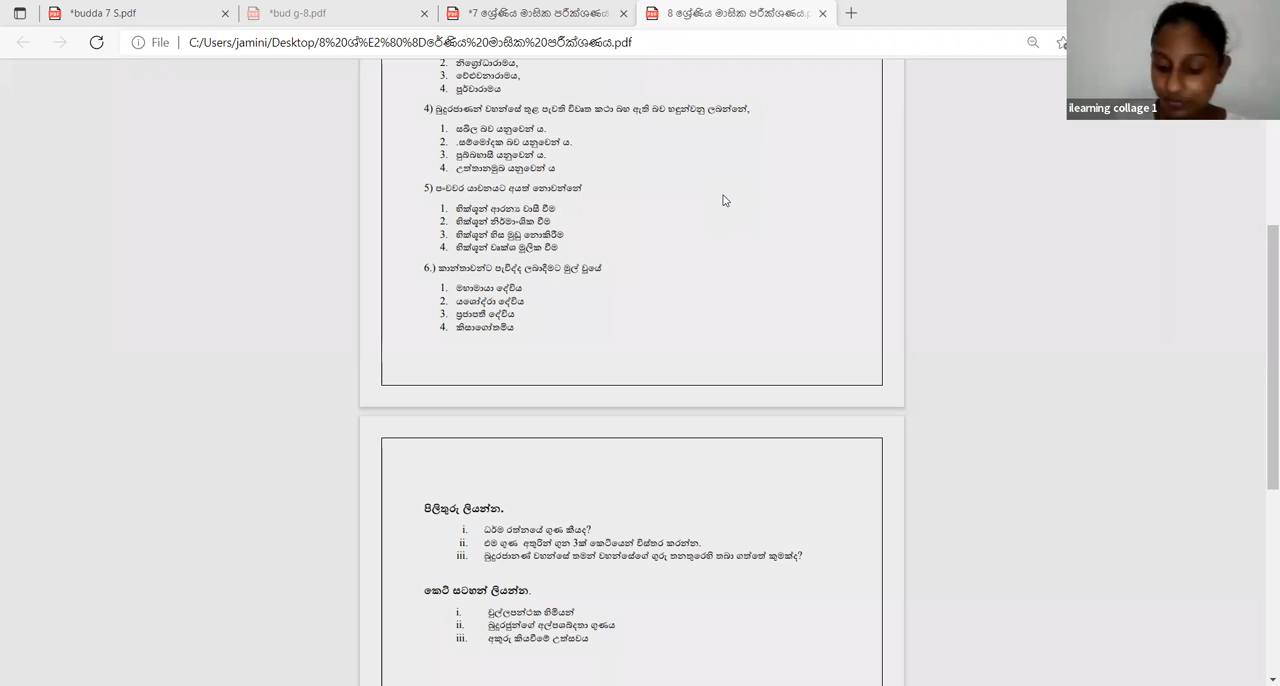 *budda 7 S.pdf
*bud g-8.pdf
*7 ශ්‍රේණිය මාසික පරීක්ශණය
8 ශ්‍රේණිය මාසික පරීක්ශණය.p
File | C:/Users/jamini/Desktop/8%20ශ්%E2%80%8Dරේණිය%20මාසික%20පරීක්ශණය.pdf
ilearning collage 1
2. නිග්‍රෝධාරාමය,
3. වේළුවනාරාමය,
4. පූර්වාරාමය
4) බුදුරජාණන් වහන්සේ තුළ පැවති විවෘත කථා බහ ඇති බව හඳුන්වනු ලබන්නේ,
1. සඛිල බව යනුවෙන් ය.
2. .සම්මෝදක බව යනුවෙන් ය.
3. පුබ්බභාසී යනුවෙන් ය.
4. උත්තානමුඛ යනුවෙන් ය
5) පංචවර යාචනයට අයත් නොවන්නේ
1. භික්ශූන් ආරන්‍ය වාසී වීම
2. භික්ශූන් නිර්මාංශික වීම
3. භික්ශූන් හිස මුඩු නොකිරීම
4. භික්ශූන් වෘක්ශ මූලික වීම
6.) කාන්තාවන්ට පැවිද්ද ලබාදීමට මුල් වූයේ
1. මහාමායා දේවිය
2. යශෝද්රා දේවිය
3. ප්‍රජාපතී දේවිය
4. කිසාගෝතමිය
පිලිතුරු ලියන්න.
i. ධර්ම රත්නයේ ගුණ කීයද?
ii. එම ගුණ අතුරින් ගුන 3ක් කෙටියෙන් විස්තර කරන්න.
iii. බුදුරජානණ් වහන්සේ තමන් වහන්සේගේ ගුරු තනතුරෙහි තබා ගත්තේ කුමක්ද?
කෙටි සටහන් ලියන්න.
i. චුල්ලපන්ථක හිමියන්
ii. බුදුරජුන්ගේ අල්පශබ්දතා ගුණය
iii. අකුරු කියවීමේ උත්සවය